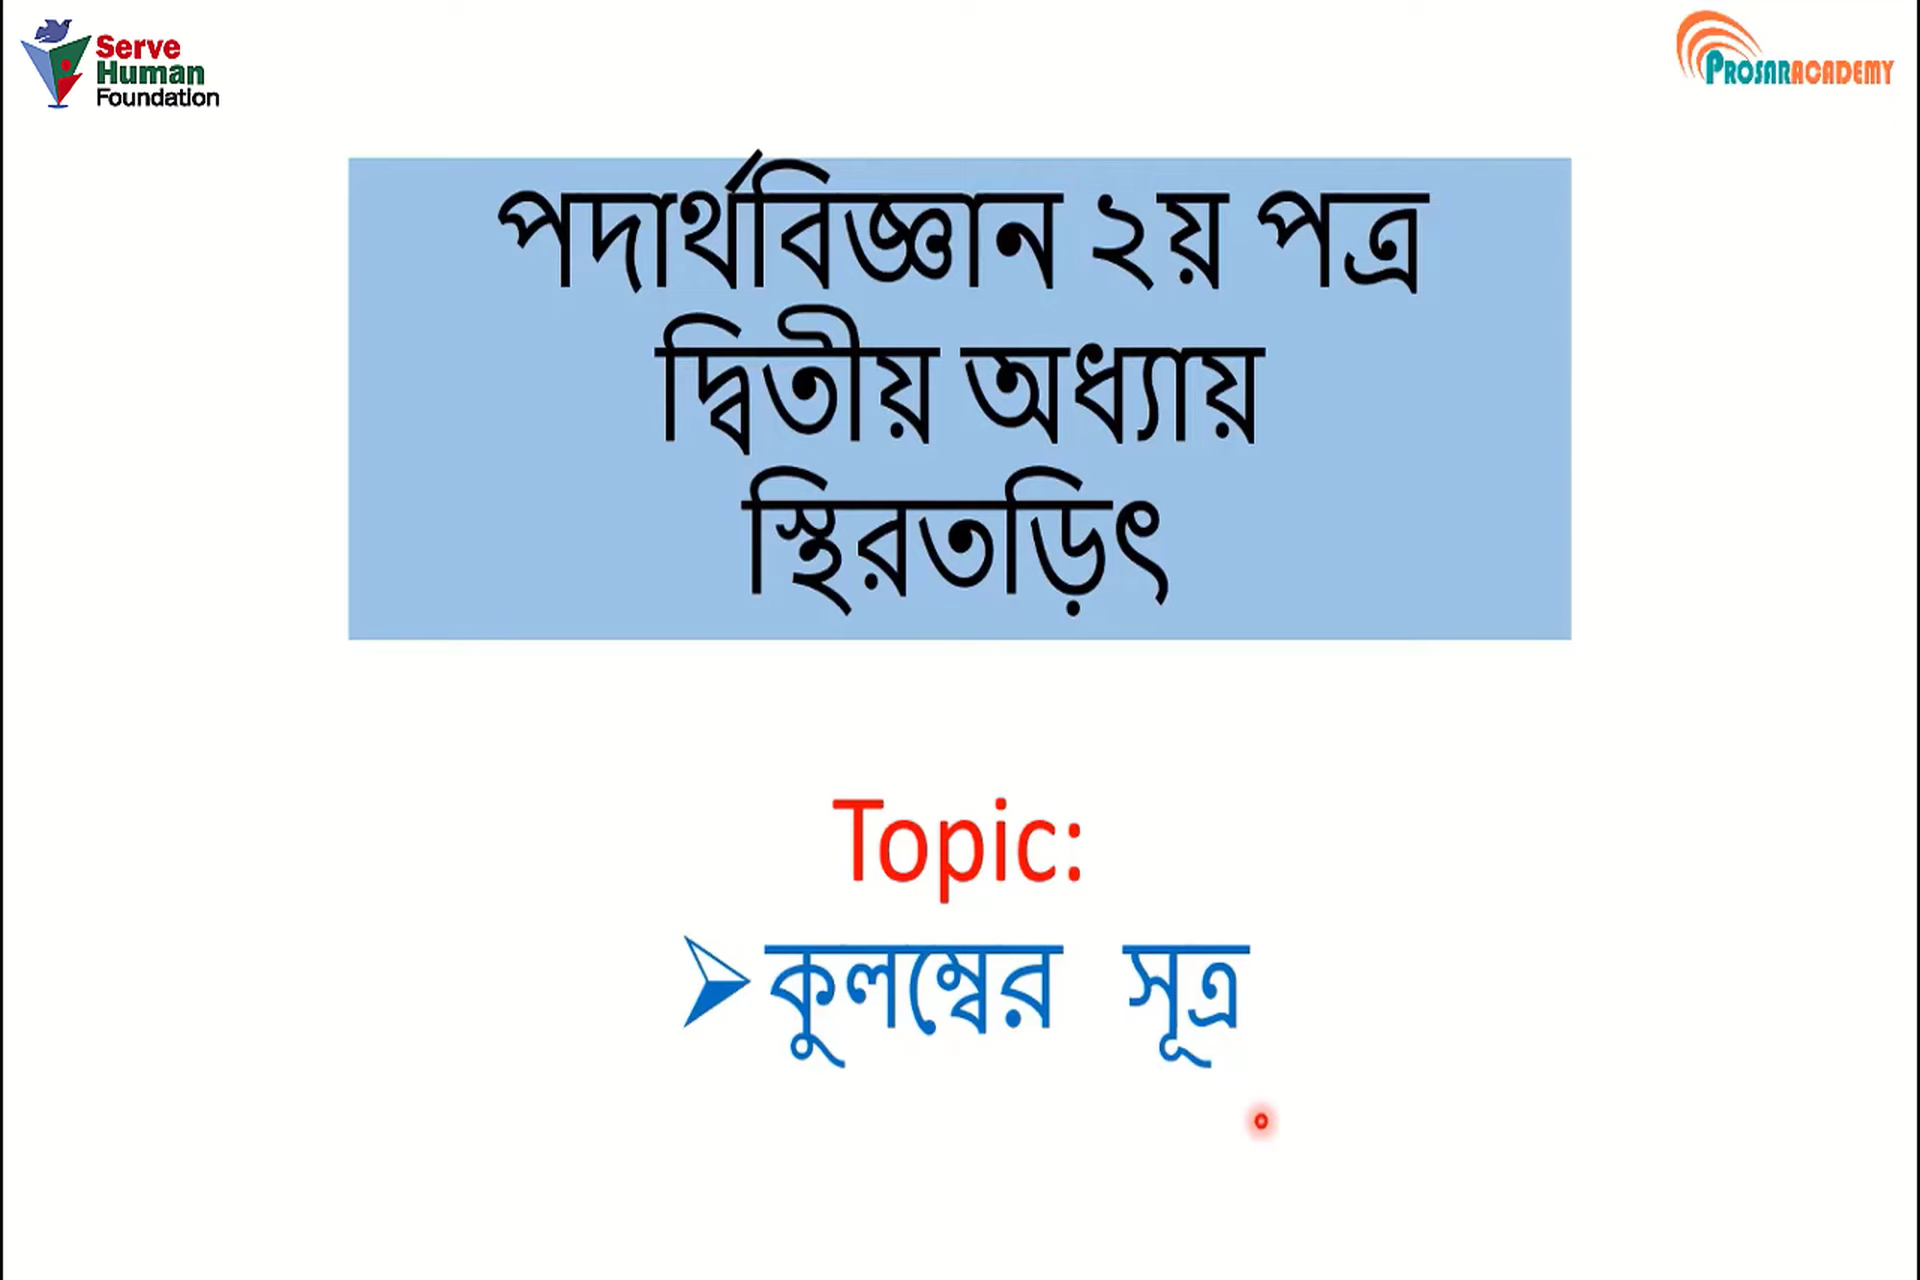 Serve
Human
Foundation
PROSARACADEMY
পদার্থবিজ্ঞান ২য় পত্র
দ্বিতীয় অধ্যায়
স্থিরতড়িৎ
Topic:
কুলম্বের সূত্র